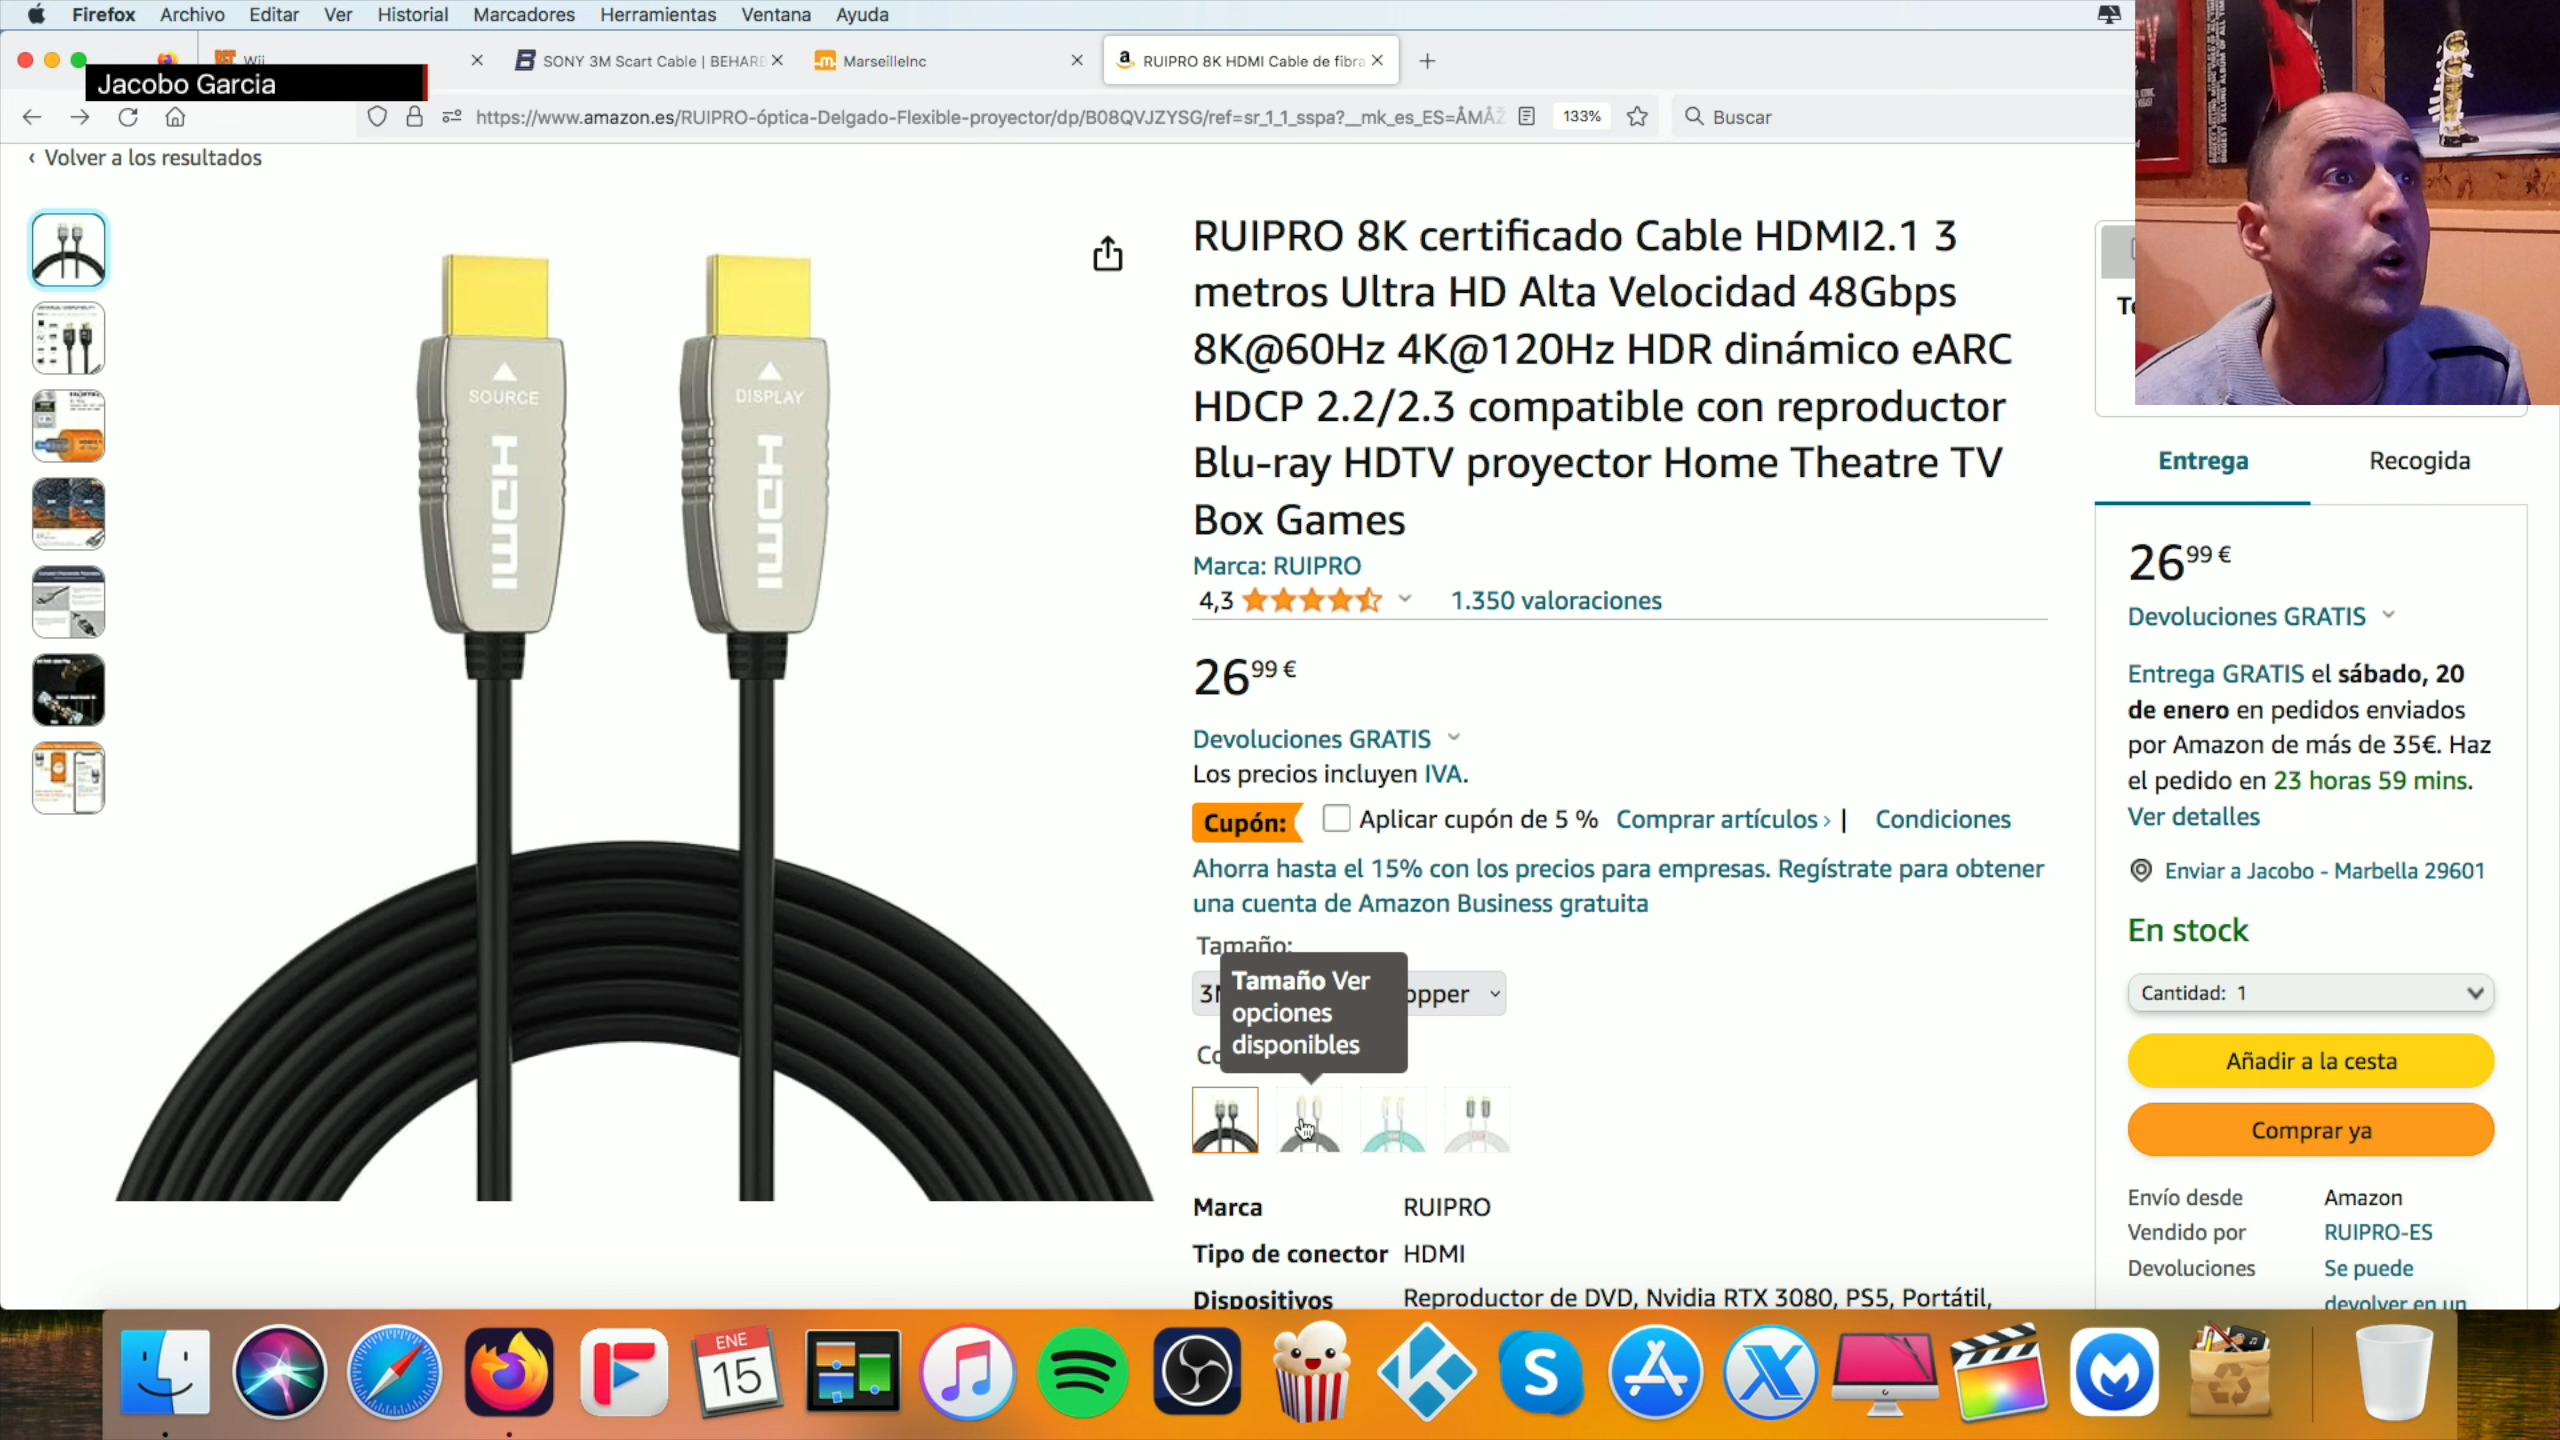 Firefox Archivo Editar Ver Historial Marcadores Herramientas Ventana Ayuda
Wii
SONY 3M Scart Cable | BEHARB
MarseilleInc
RUIPRO 8K HDMI Cable de fibra
Jacobo Garcia
https://www.amazon.es/RUIPRO-óptica-Delgado-Flexible-proyector/dp/B08QVJZYSG/ref=sr_1_1_sspa?__mk_es_ES=ÅMÅŽ
133%
Buscar
‹ Volver a los resultados
SOURCE
HDMI
DISPLAY
HDMI
RUIPRO 8K certificado Cable HDMI2.1 3
metros Ultra HD Alta Velocidad 48Gbps
8K@60Hz 4K@120Hz HDR dinámico eARC
HDCP 2.2/2.3 compatible con reproductor
Blu-ray HDTV proyector Home Theatre TV
Box Games
Marca: RUIPRO
4,3
1.350 valoraciones
26,99 €
Devoluciones GRATIS
Los precios incluyen IVA.
Cupón: Aplicar cupón de 5 % Comprar artículos › | Condiciones
Ahorra hasta el 15% con los precios para empresas. Regístrate para obtener
una cuenta de Amazon Business gratuita
Tamaño:
Tamaño Ver
opciones
disponibles
Marca RUIPRO
Tipo de conector HDMI
Dispositivos Reproductor de DVD, Nvidia RTX 3080, PS5, Portátil,
Entrega Recogida
26,99 €
Devoluciones GRATIS
Entrega GRATIS el sábado, 20
de enero en pedidos enviados
por Amazon de más de 35€. Haz
el pedido en 23 horas 59 mins.
Ver detalles
Enviar a Jacobo - Marbella 29601
En stock
Cantidad: 1
Añadir a la cesta
Comprar ya
Envío desde Amazon
Vendido por RUIPRO-ES
Devoluciones Se puede
devolver en un
ENE
15